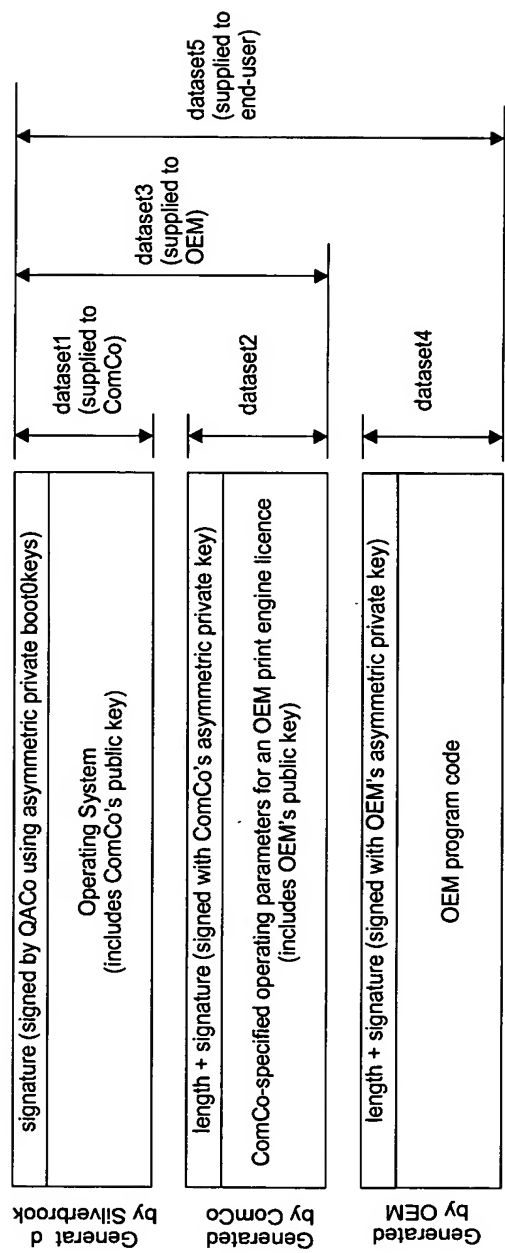 Generat d
by Silverbrook
signature (signed by QACo using asymmetric private boot0keys)
Operating System
(includes ComCo's public key)
dataset1
(supplied to
ComCo)
Generated
by ComCo
length + signature (signed with ComCo's asymmetric private key)
ComCo-specified operating parameters for an OEM print engine licence
(includes OEM's public key)
dataset2
dataset3
(supplied to
OEM)
Generated
by OEM
length + signature (signed with OEM's asymmetric private key)
OEM program code
dataset4
dataset5
(supplied to
end-user)